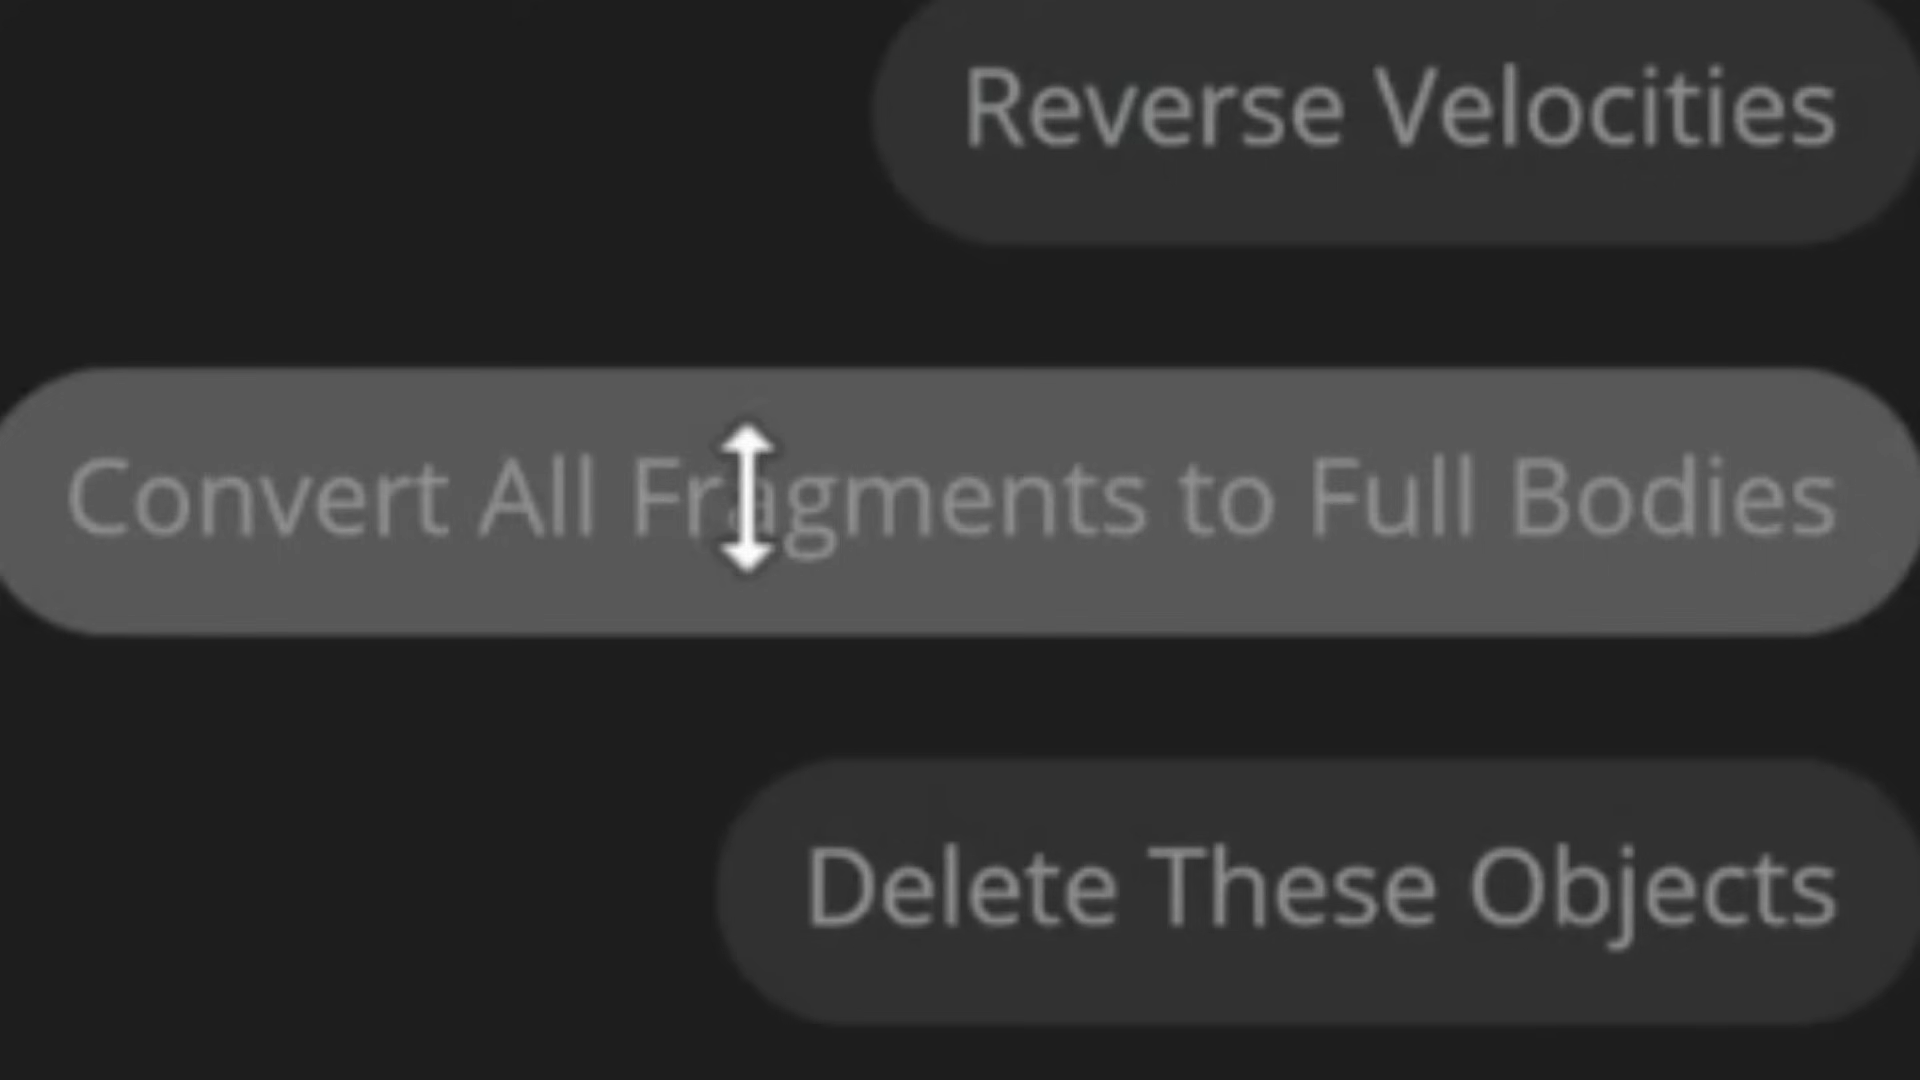 Reverse Velocities
Convert All Fragments to Full Bodies
Delete These Objects